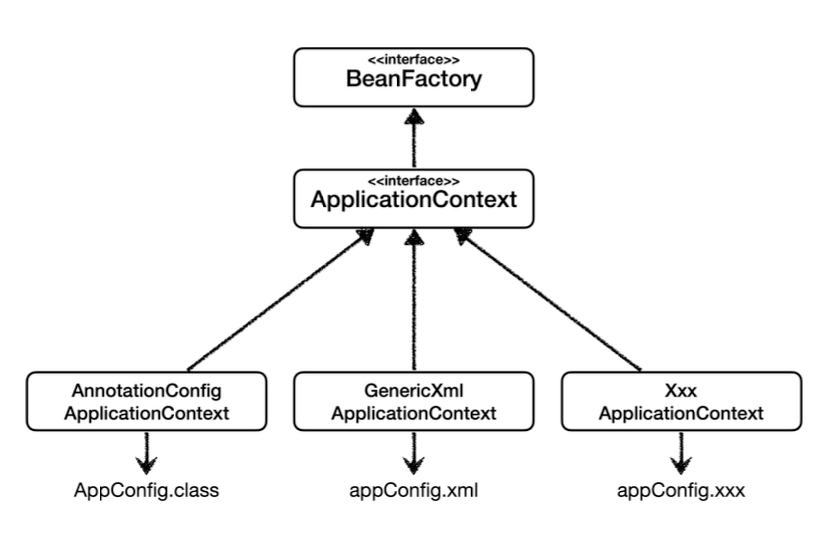 <<interface>>
BeanFactory
<<interface>>
ApplicationContext
AnnotationConfig
ApplicationContext
GenericXml
ApplicationContext
Xxx
ApplicationContext
AppConfig.class
appConfig.xml
appConfig.xxx